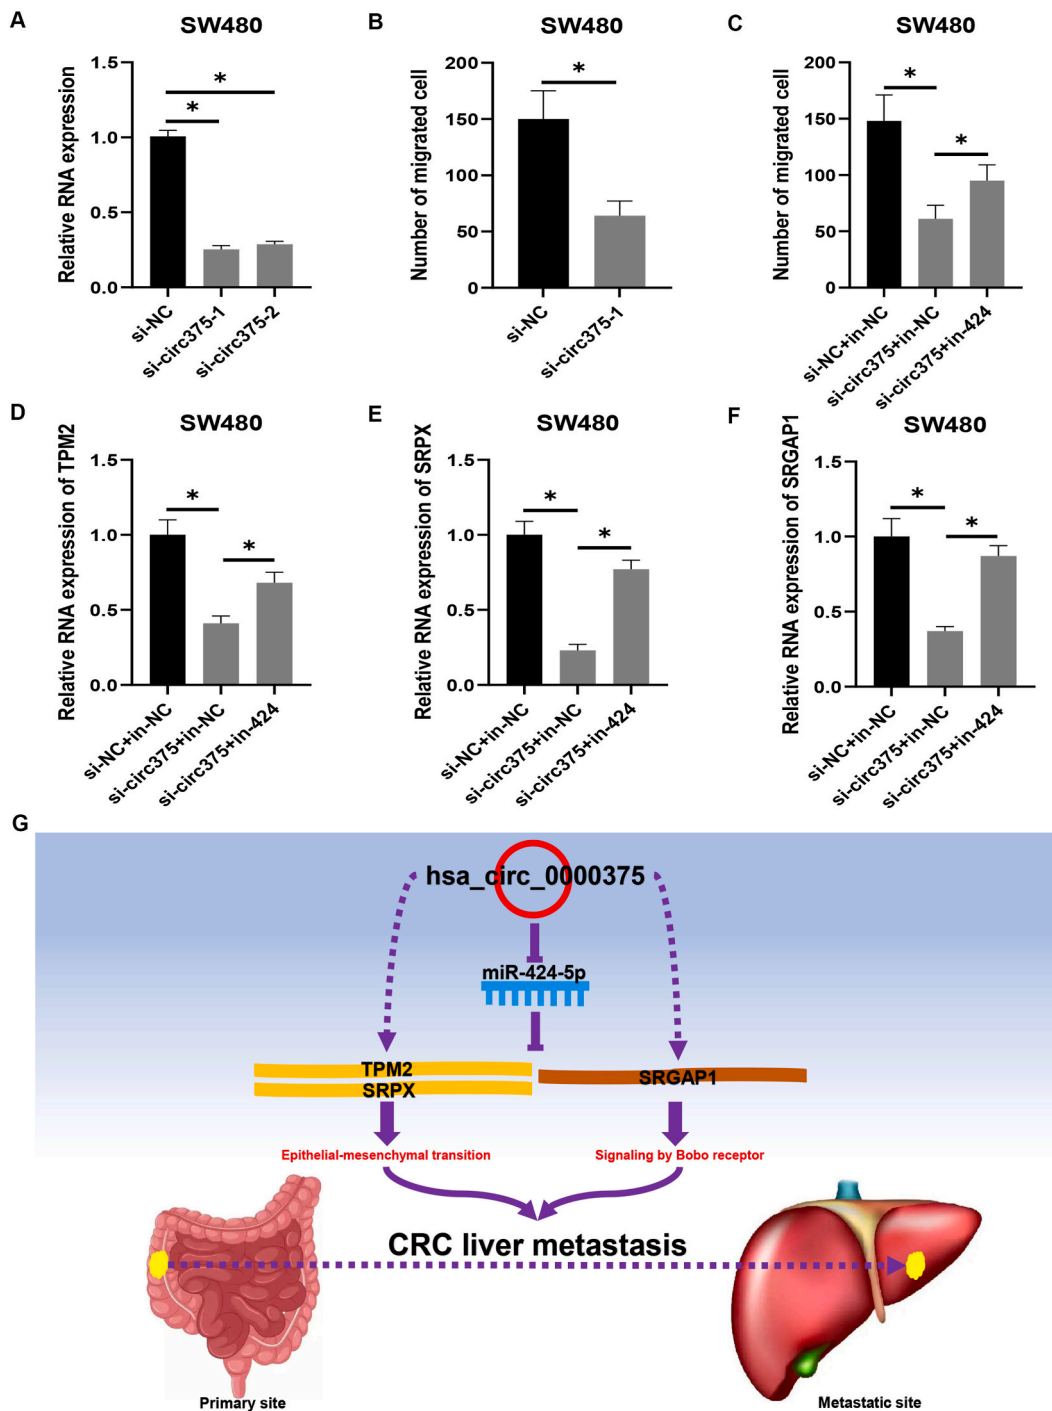 A
SW480
Relative RNA expression
1.5
1.0
0.5
0.0
*
*
si-NC
si-circ375-1
si-circ375-2
B
SW480
Number of migrated cell
200
150
100
50
0
*
si-NC
si-circ375-1
C
SW480
Number of migrated cell
200
150
100
50
0
*
*
si-NC+in-NC
si-circ375+in-NC
si-circ375+in-424
D
SW480
Relative RNA expression of TPM2
1.5
1.0
0.5
0.0
*
*
si-NC+in-NC
si-circ375+in-NC
si-circ375+in-424
E
SW480
Relative RNA expression of SRPX
1.5
1.0
0.5
0.0
*
*
si-NC+in-NC
si-circ375+in-NC
si-circ375+in-424
F
SW480
Relative RNA expression of SRGAP1
1.5
1.0
0.5
0.0
*
*
si-NC+in-NC
si-circ375+in-NC
si-circ375+in-424
G
hsa_circ_0000375
miR-424-5p
TPM2
SRPX
SRGAP1
Epithelial-mesenchymal transition
Signaling by Bobo receptor
CRC liver metastasis
Primary site
Metastatic site